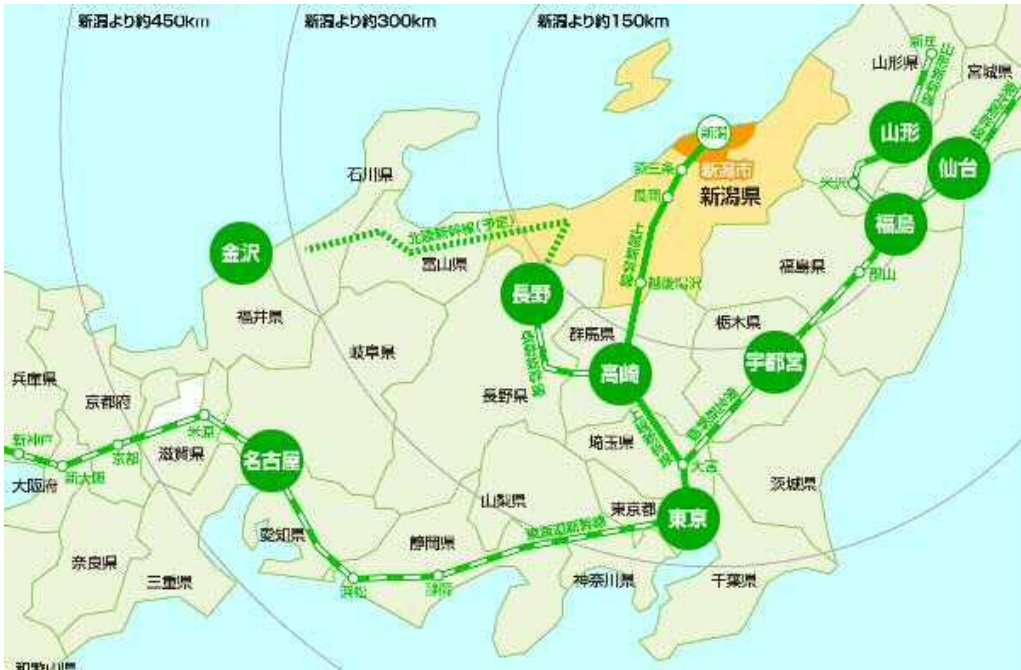 新潟より約450km
新潟より約300km
新潟より約150km
新庄
山形県
宮城県
山形新幹線
東北新幹線
山形
新潟
仙台
石川県
燕三条
新潟市
米沢
長岡
新潟県
福島
北陸新幹線(予定)
上越新幹線
金沢
富山県
福島県
郡山
越後湯沢
長野
福井県
群馬県
栃木県
岐阜県
長野新幹線
高崎
宇都宮
兵庫県
京都府
長野県
米原
東北新幹線
上越新幹線
埼玉県
新神戸
京都
滋賀県
名古屋
大宮
新大阪
大阪府
茨城県
山梨県
東京都
東京
東海道新幹線
愛知県
静岡県
奈良県
三重県
浜松
静岡
神奈川県
千葉県
和歌山県